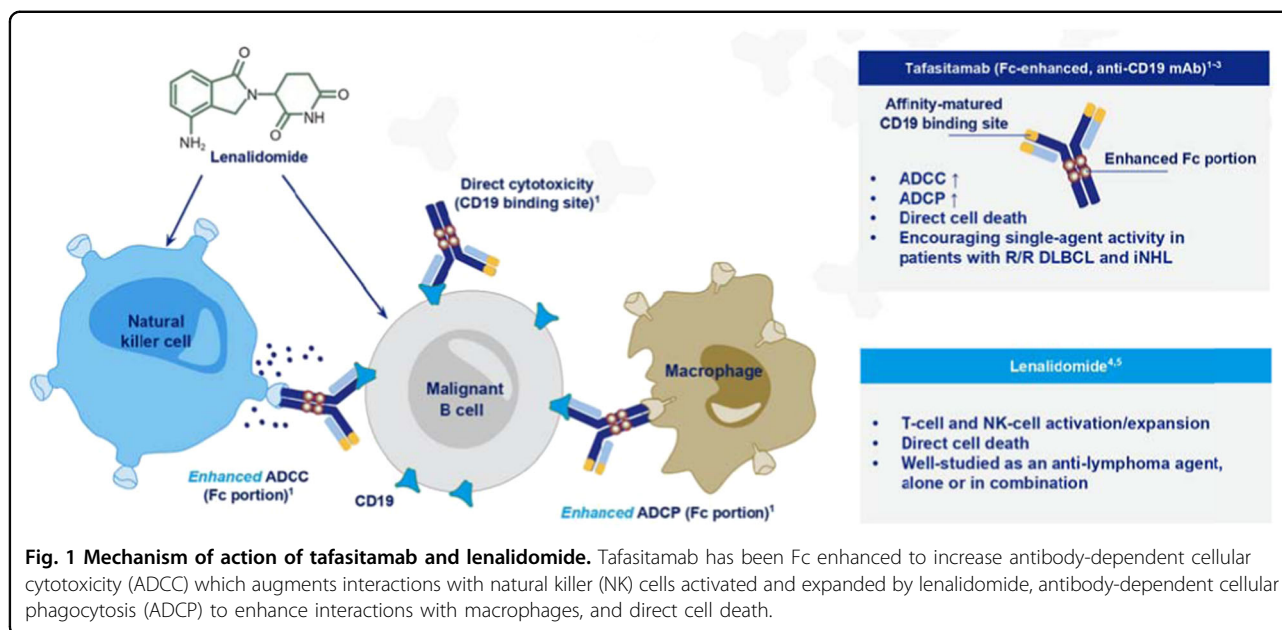 O
N
O
O
NH
NH₂
Lenalidomide
Direct cytotoxicity
(CD19 binding site)¹
Natural
killer cell
Malignant
B cell
Macrophage
Enhanced ADCC
(Fc portion)¹
CD19
Enhanced ADCP (Fc portion)¹
Tafasitamab (Fc-enhanced, anti-CD19 mAb)¹⁻³
Affinity-matured
CD19 binding site
Enhanced Fc portion
• ADCC ↑
• ADCP ↑
• Direct cell death
• Encouraging single-agent activity in
patients with R/R DLBCL and iNHL
Lenalidomide⁴,⁵
• T-cell and NK-cell activation/expansion
• Direct cell death
• Well-studied as an anti-lymphoma agent,
alone or in combination
Fig. 1 Mechanism of action of tafasitamab and lenalidomide. Tafasitamab has been Fc enhanced to increase antibody-dependent cellular
cytotoxicity (ADCC) which augments interactions with natural killer (NK) cells activated and expanded by lenalidomide, antibody-dependent cellular
phagocytosis (ADCP) to enhance interactions with macrophages, and direct cell death.